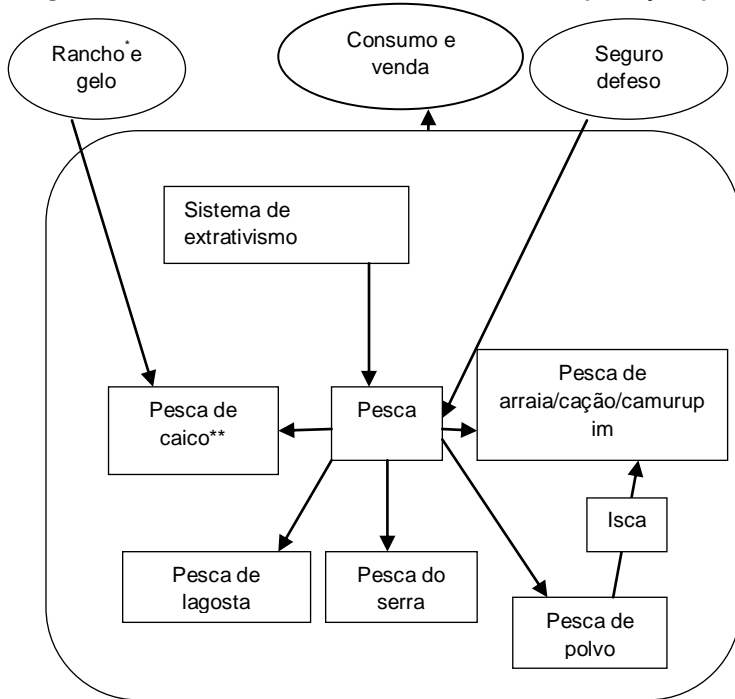 Rancho* e
gelo
Consumo e
venda
Seguro
defeso
Sistema de
extrativismo
Pesca de
caico**
Pesca
Pesca de
arraia/cação/camurup
im
Isca
Pesca de
lagosta
Pesca do
serra
Pesca de
polvo